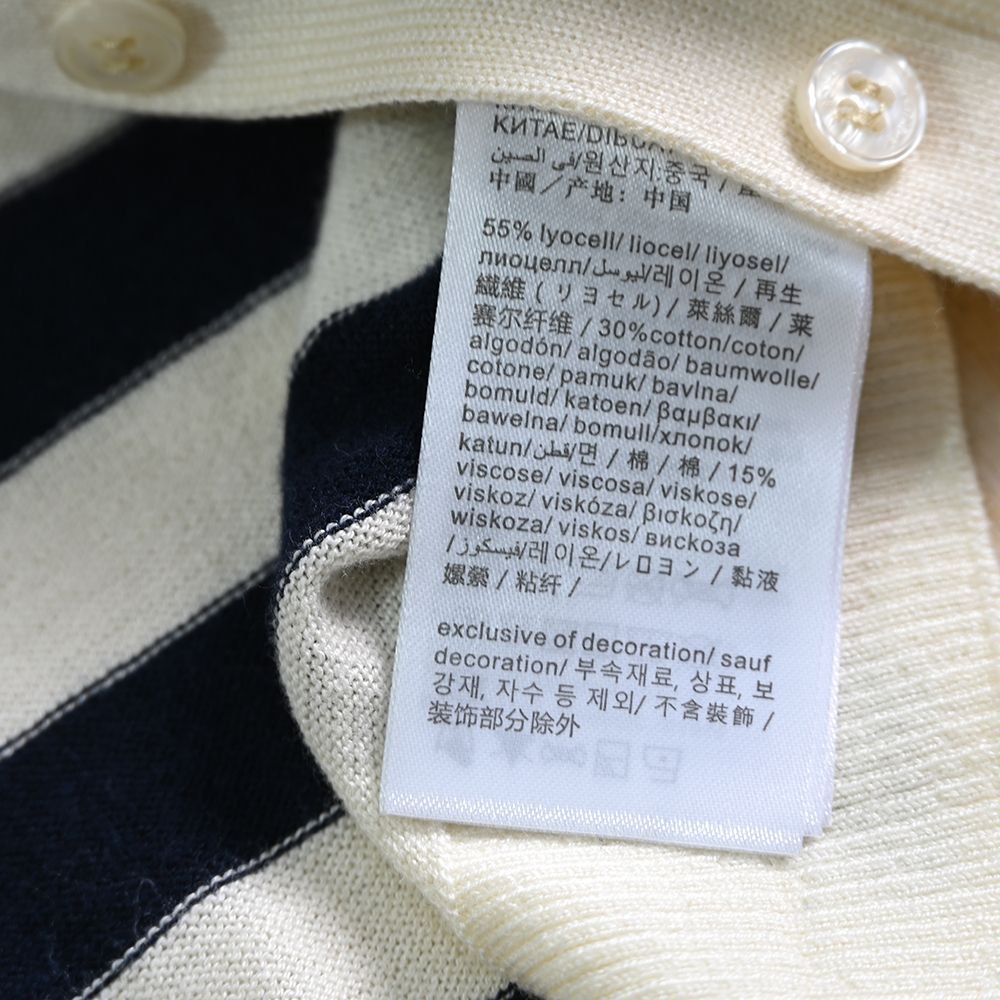 КИТАЕ/
في الصين/원산지:중국 /
中國／产地：中国
55% lyocell/ liocel/ liyosel/
лиоцелл/ليوسل/레이온 / 再生
繊維 ( リヨセル) / 萊絲爾 / 莱
赛尔纤维 / 30%cotton/coton/
algodón/ algodão/ baumwolle/
cotone/ pamuk/ bavlna/
bomuld/ katoen/ βαμβακι/
bawelna/ bomull/хлопок/
katun/قطن/면 / 棉 / 棉 / 15%
viscose/ viscosa/ viskose/
viskoz/ viskóza/ βισκοζη/
wiskoza/ viskos/ вискоза
/فيسكوز/레이온/レーヨン / 黏液
嫘縈 / 粘纤 /
exclusive of decoration/ sauf
decoration/ 부속재료, 상표, 보
강재, 자수 등 제외/ 不含裝飾 /
装饰部分除外